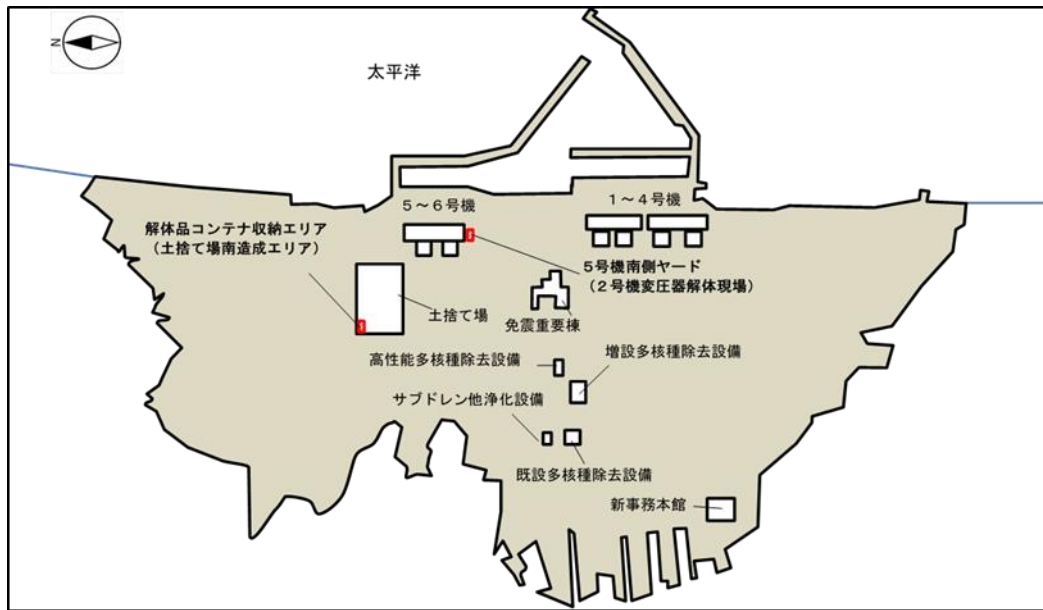 N
太平洋
5～6号機
1～4号機
解体品コンテナ収納エリア
（土捨て場南造成エリア）
5号機南側ヤード
（2号機変圧器解体現場）
土捨て場
免震重要棟
高性能多核種除去設備
増設多核種除去設備
サブドレン他浄化設備
既設多核種除去設備
新事務本館